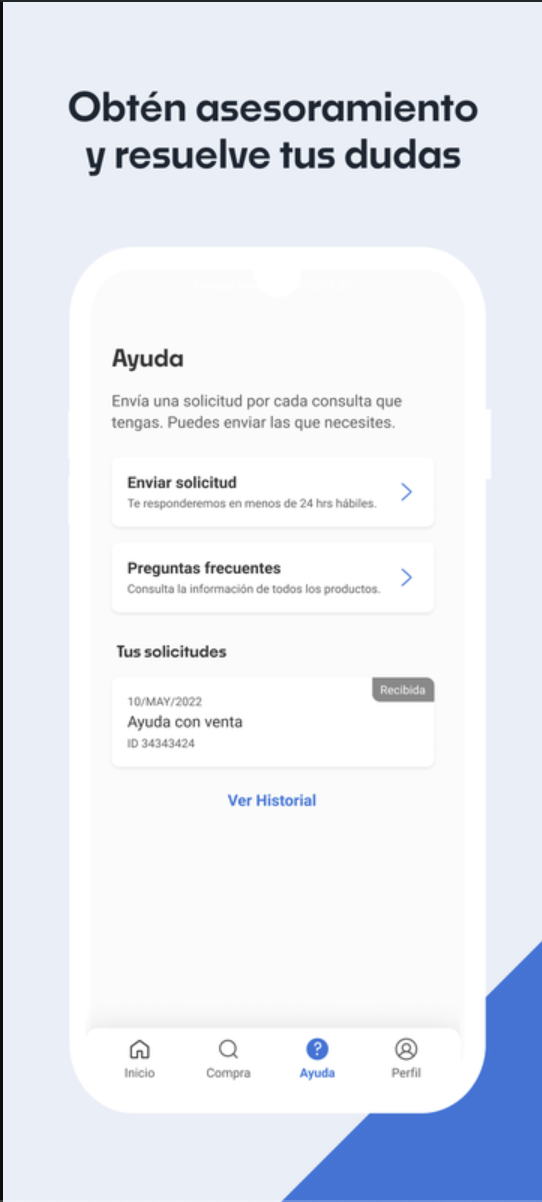 Obtén asesoramiento
y resuelve tus dudas
Ayuda
Envía una solicitud por cada consulta que
tengas. Puedes enviar las que necesites.
Enviar solicitud
Te responderemos en menos de 24 hrs hábiles.
Preguntas frecuentes
Consulta la información de todos los productos.
Tus solicitudes
Recibida
10/MAY/2022
Ayuda con venta
ID 34343424
Ver Historial
Inicio
Compra
Ayuda
Perfil